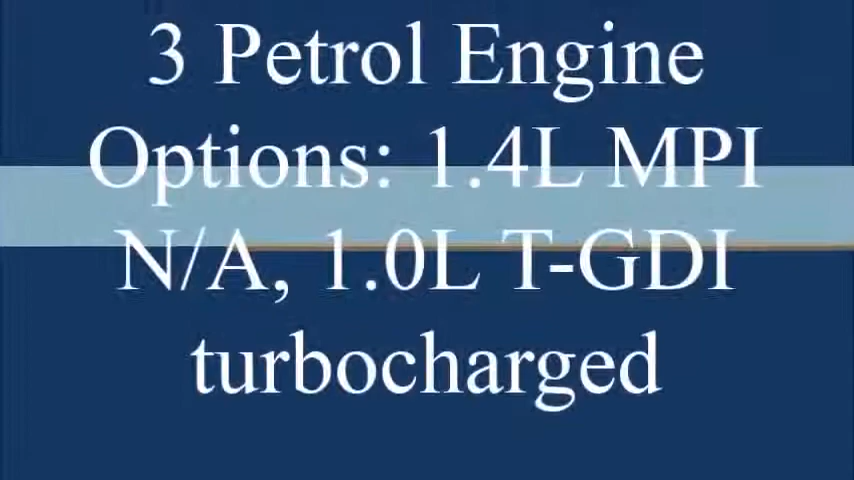 3 Petrol Engine
Options: 1.4L MPI
N/A, 1.0L T-GDI
turbocharged